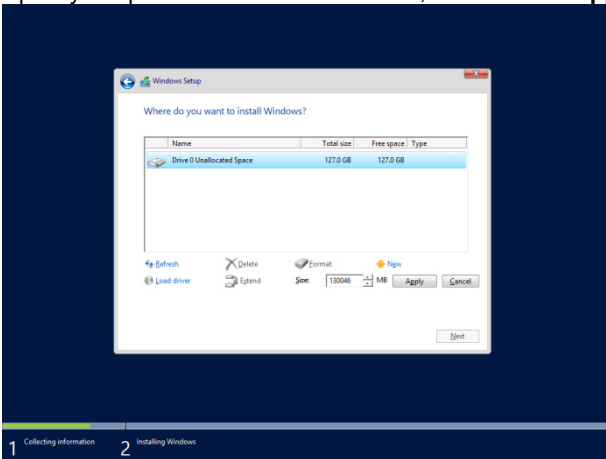 Windows Setup
Where do you want to install Windows?
Name Total size Free space Type
Drive 0 Unallocated Space 127.0 GB 127.0 GB
Refresh Delete Format New
Load driver Extend Size: 130046 MB Apply Cancel
Next
1 Collecting information 2 Installing Windows